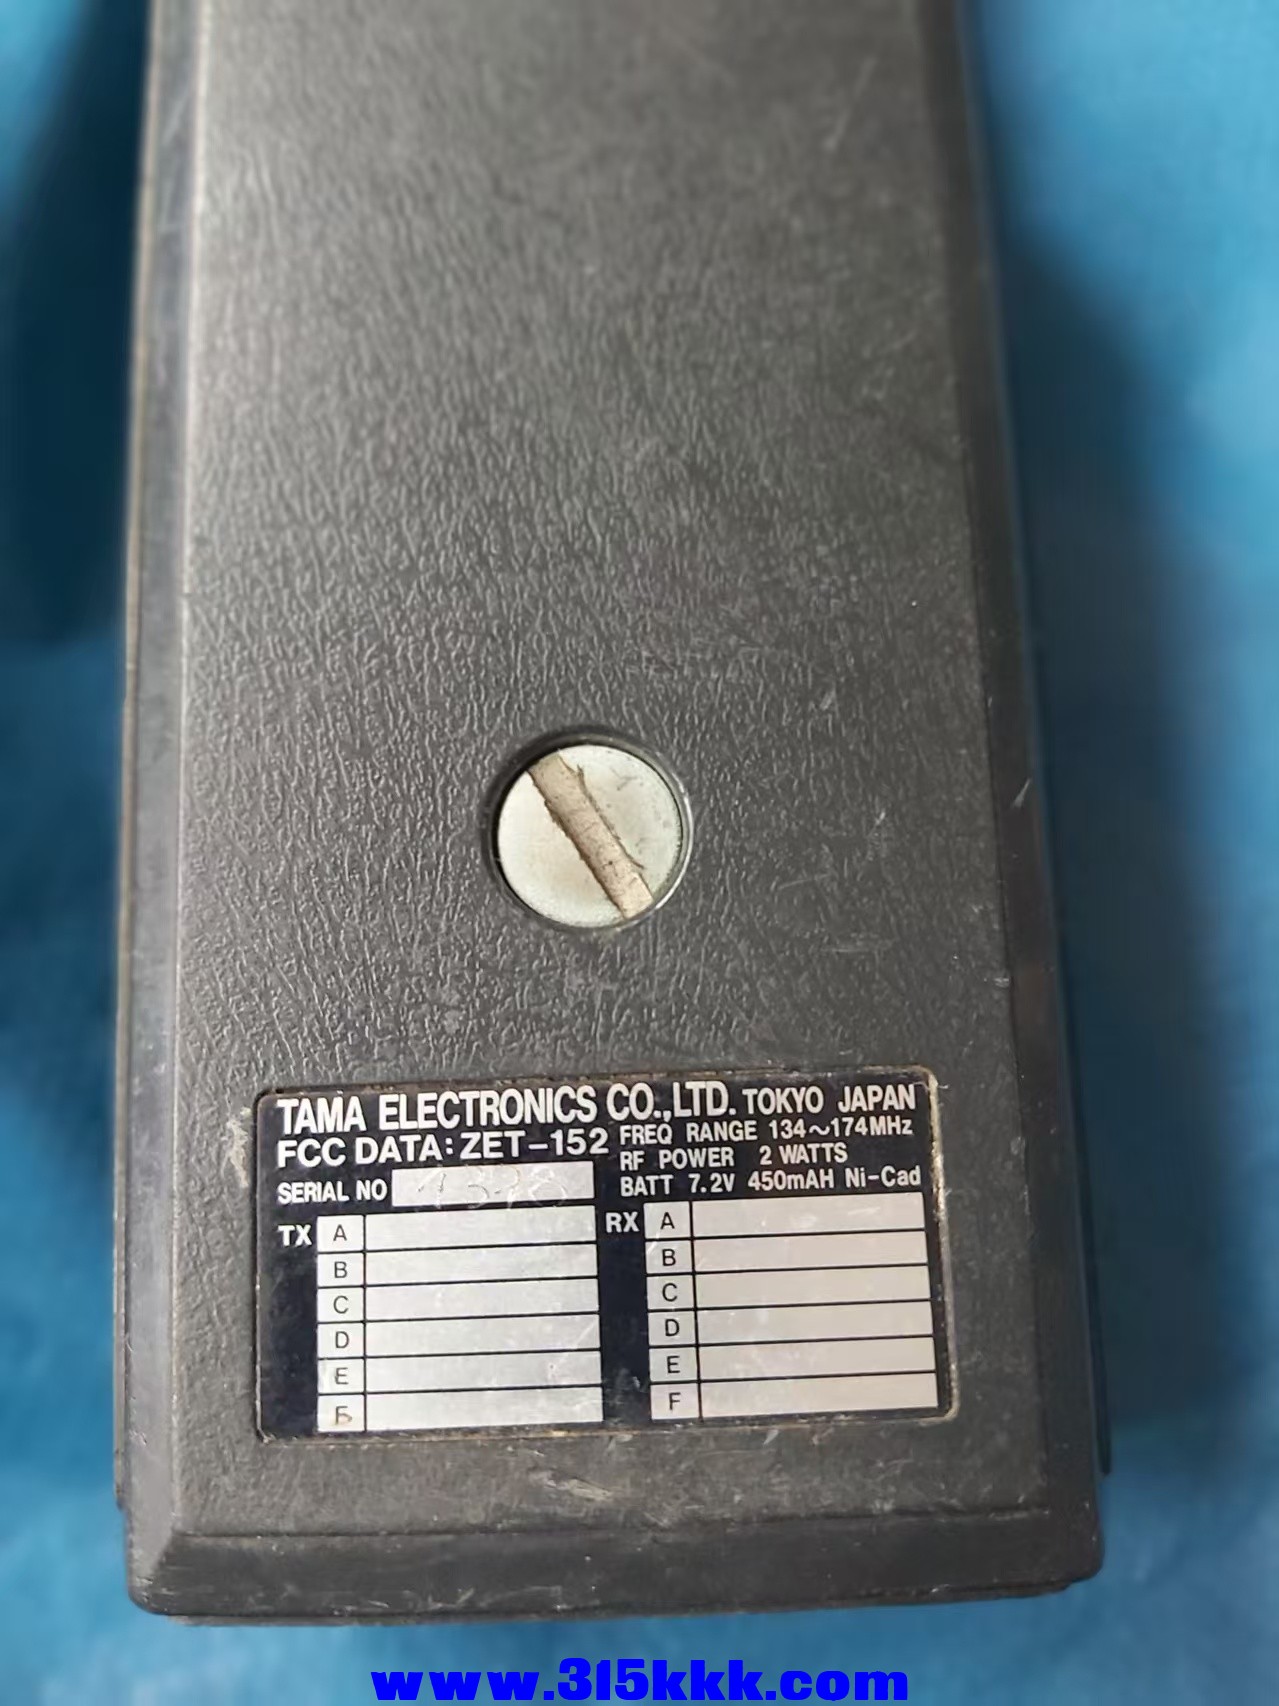 TAMA ELECTRONICS CO.,LTD. TOKYO JAPAN
FCC DATA: ZET-152
FREQ RANGE 134~174MHz
RF POWER 2 WATTS
BATT 7.2V 450mAH Ni-Cad
SERIAL NO
TX
A
B
C
D
E
F
RX
A
B
C
D
E
F
www.315kkk.com